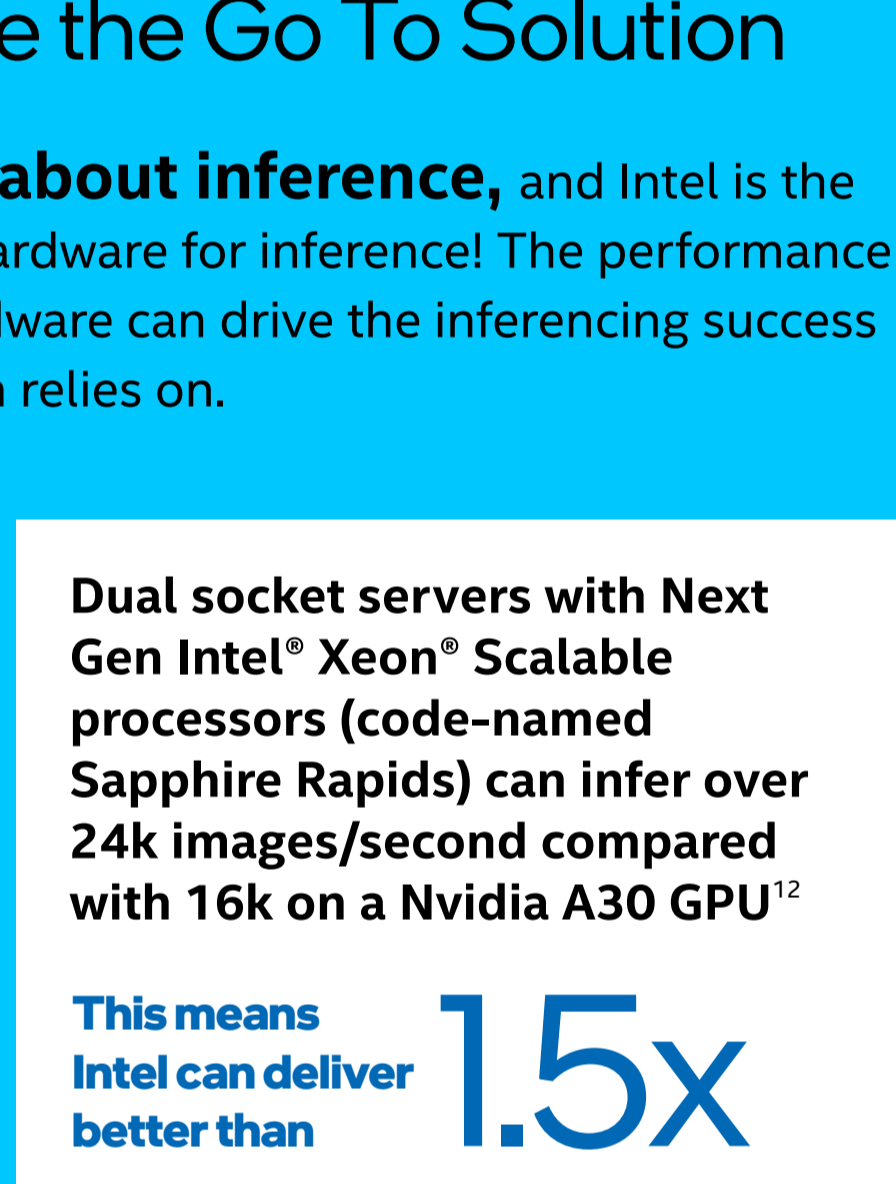 e the Go To Solution
about inference, and Intel is the
ardware for inference! The performance
ware can drive the inferencing success
relies on.
Dual socket servers with Next
Gen Intel® Xeon® Scalable
processors (code-named
Sapphire Rapids) can infer over
24k images/second compared
with 16k on a Nvidia A30 GPU¹²
This means
Intel can deliver
better than
1.5x